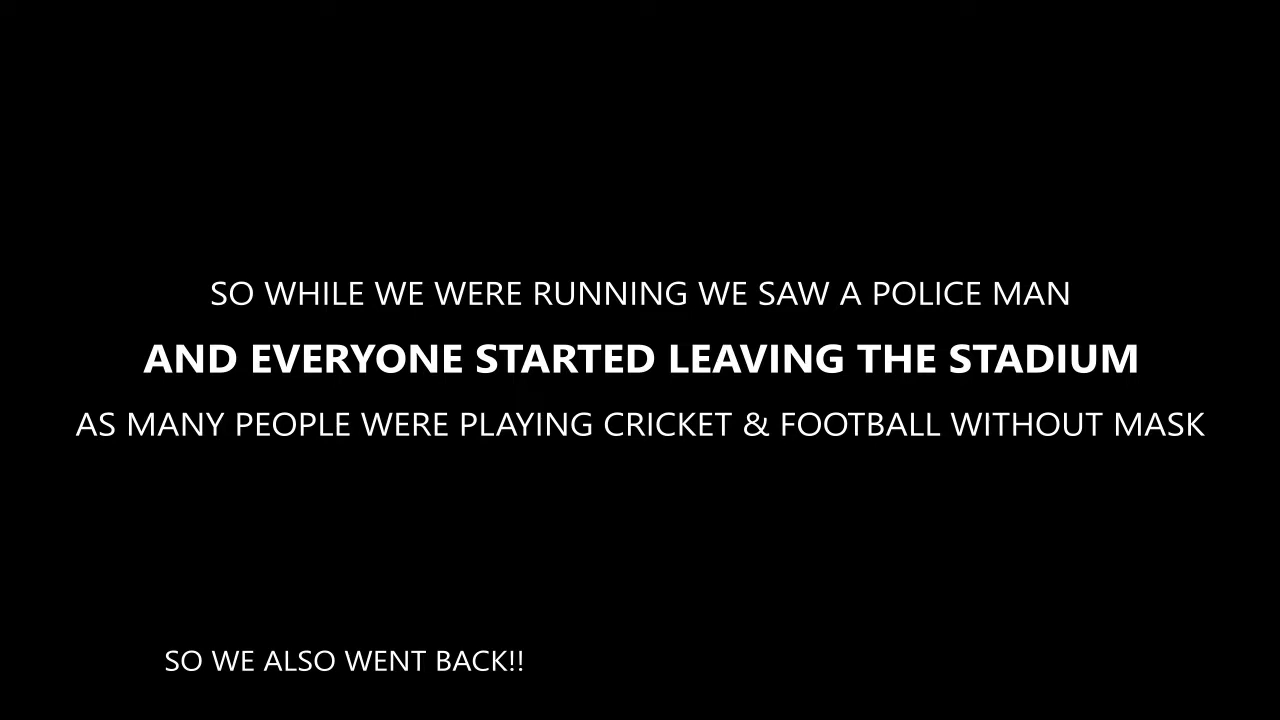 SO WHILE WE WERE RUNNING WE SAW A POLICE MAN
AND EVERYONE STARTED LEAVING THE STADIUM
AS MANY PEOPLE WERE PLAYING CRICKET & FOOTBALL WITHOUT MASK
SO WE ALSO WENT BACK!!